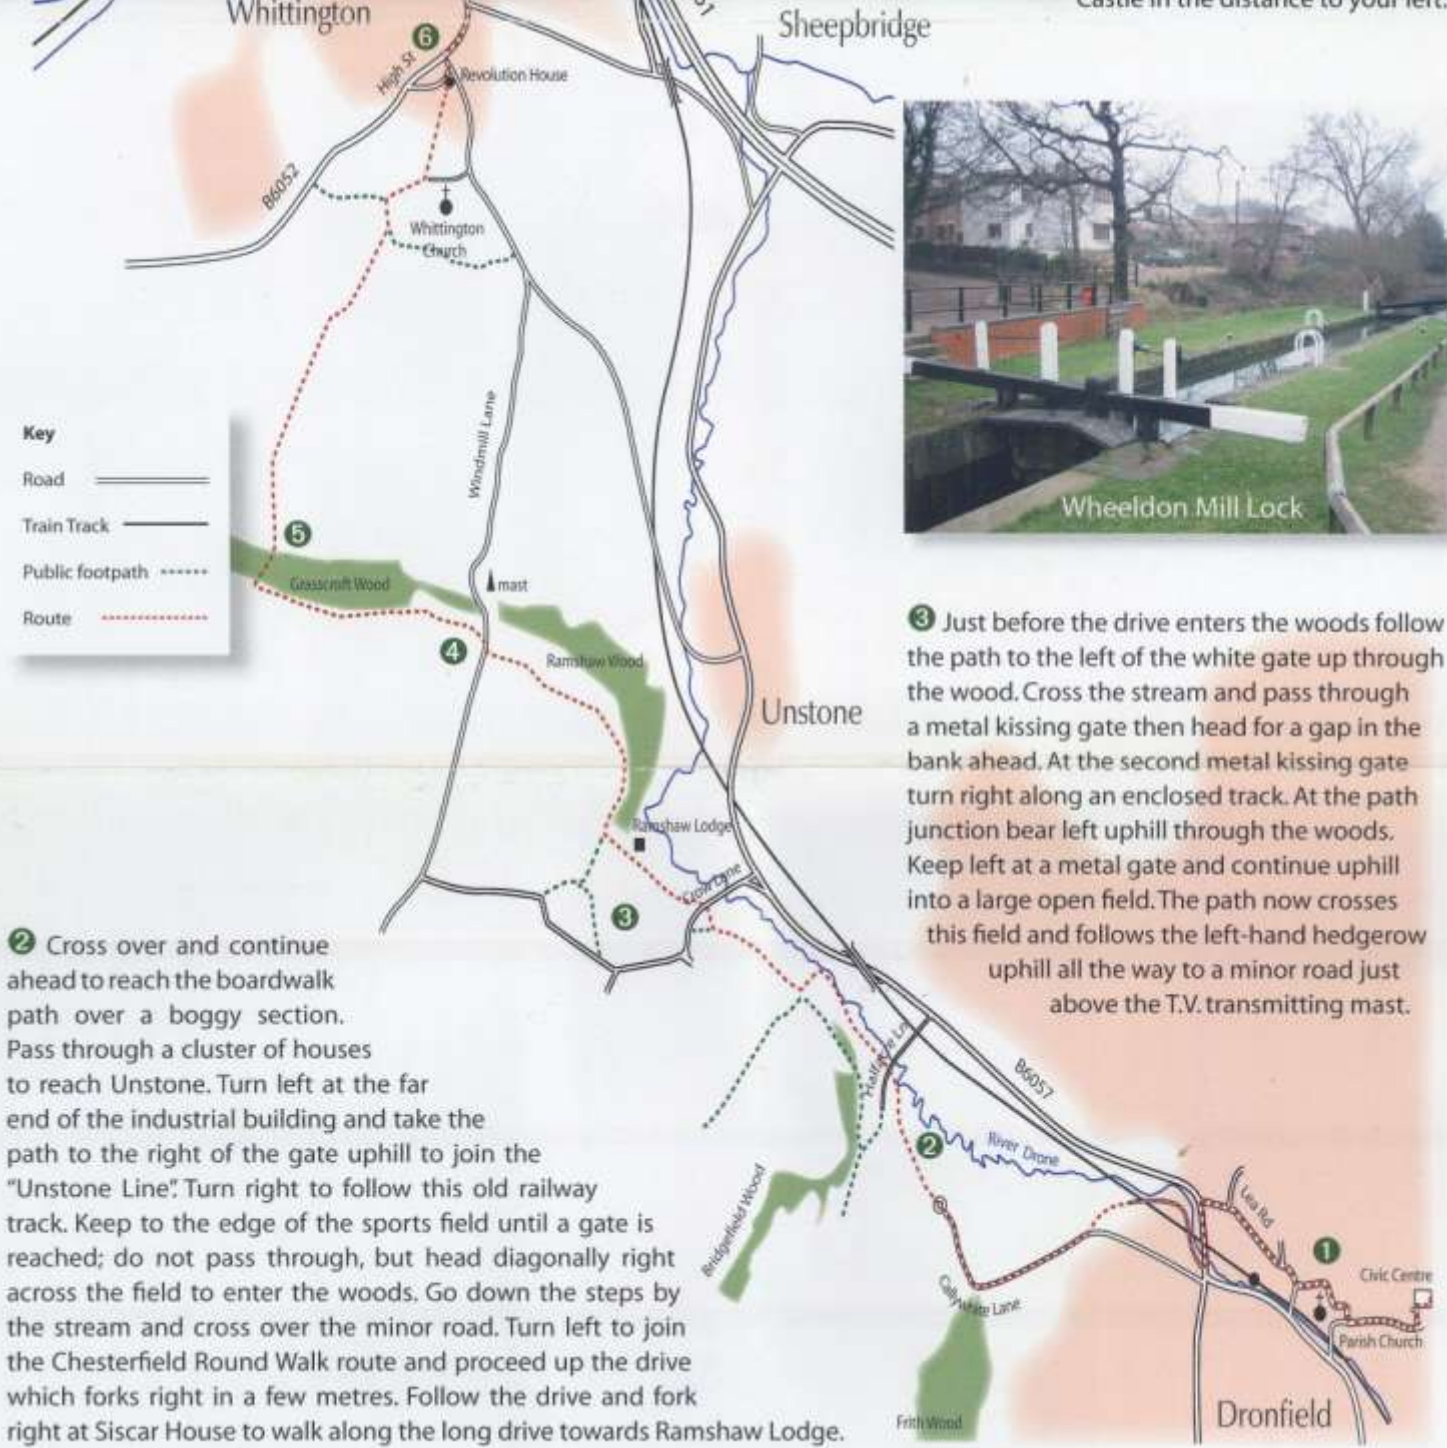 Castle in the distance to your left.
Whittington
61
Sheepbridge
6
High St
Revolution House
B6052
Whittington
Church
Windmill Lane
Key
Road
Train Track
Public footpath
Route
5
Grasscroft Wood
mast
4
Ramshaw Wood
Unstone
Ramshaw Lodge
Crow Lane
3
Wheeldon Mill Lock
3 Just before the drive enters the woods follow
the path to the left of the white gate up through
the wood. Cross the stream and pass through
a metal kissing gate then head for a gap in the
bank ahead. At the second metal kissing gate
turn right along an enclosed track. At the path
junction bear left uphill through the woods.
Keep left at a metal gate and continue uphill
into a large open field. The path now crosses
this field and follows the left-hand hedgerow
uphill all the way to a minor road just
above the T.V. transmitting mast.
2 Cross over and continue
ahead to reach the boardwalk
path over a boggy section.
Pass through a cluster of houses
to reach Unstone. Turn left at the far
end of the industrial building and take the
path to the right of the gate uphill to join the
“Unstone Line”. Turn right to follow this old railway
track. Keep to the edge of the sports field until a gate is
reached; do not pass through, but head diagonally right
across the field to enter the woods. Go down the steps by
the stream and cross over the minor road. Turn left to join
the Chesterfield Round Walk route and proceed up the drive
which forks right in a few metres. Follow the drive and fork
right at Siscar House to walk along the long drive towards Ramshaw Lodge.
Halfacre Ln
B6057
2
River Drone
Bridgefield Wood
Lea Rd
1
Civic Centre
Callywhite Lane
Parish Church
Frith Wood
Dronfield